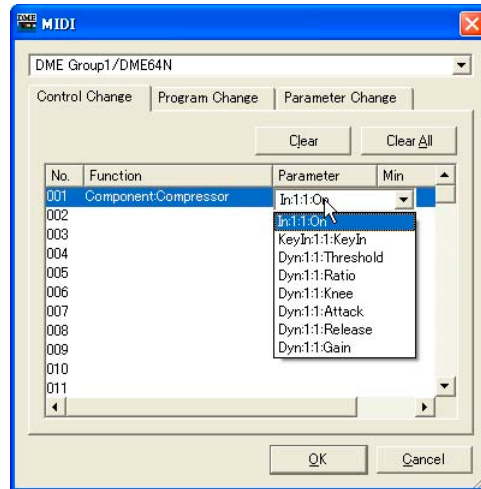 DME MIDI
DME Group1/DME64N
Control Change Program Change Parameter Change
Clear Clear All
No. Function Parameter Min
001 Component:Compressor In:1:1:On
002 In:1:1:On
003 KeyIn:1:1:KeyIn
004 Dyn:1:1:Threshold
005 Dyn:1:1:Ratio
006 Dyn:1:1:Knee
007 Dyn:1:1:Attack
008 Dyn:1:1:Release
009 Dyn:1:1:Gain
010
011
OK Cancel